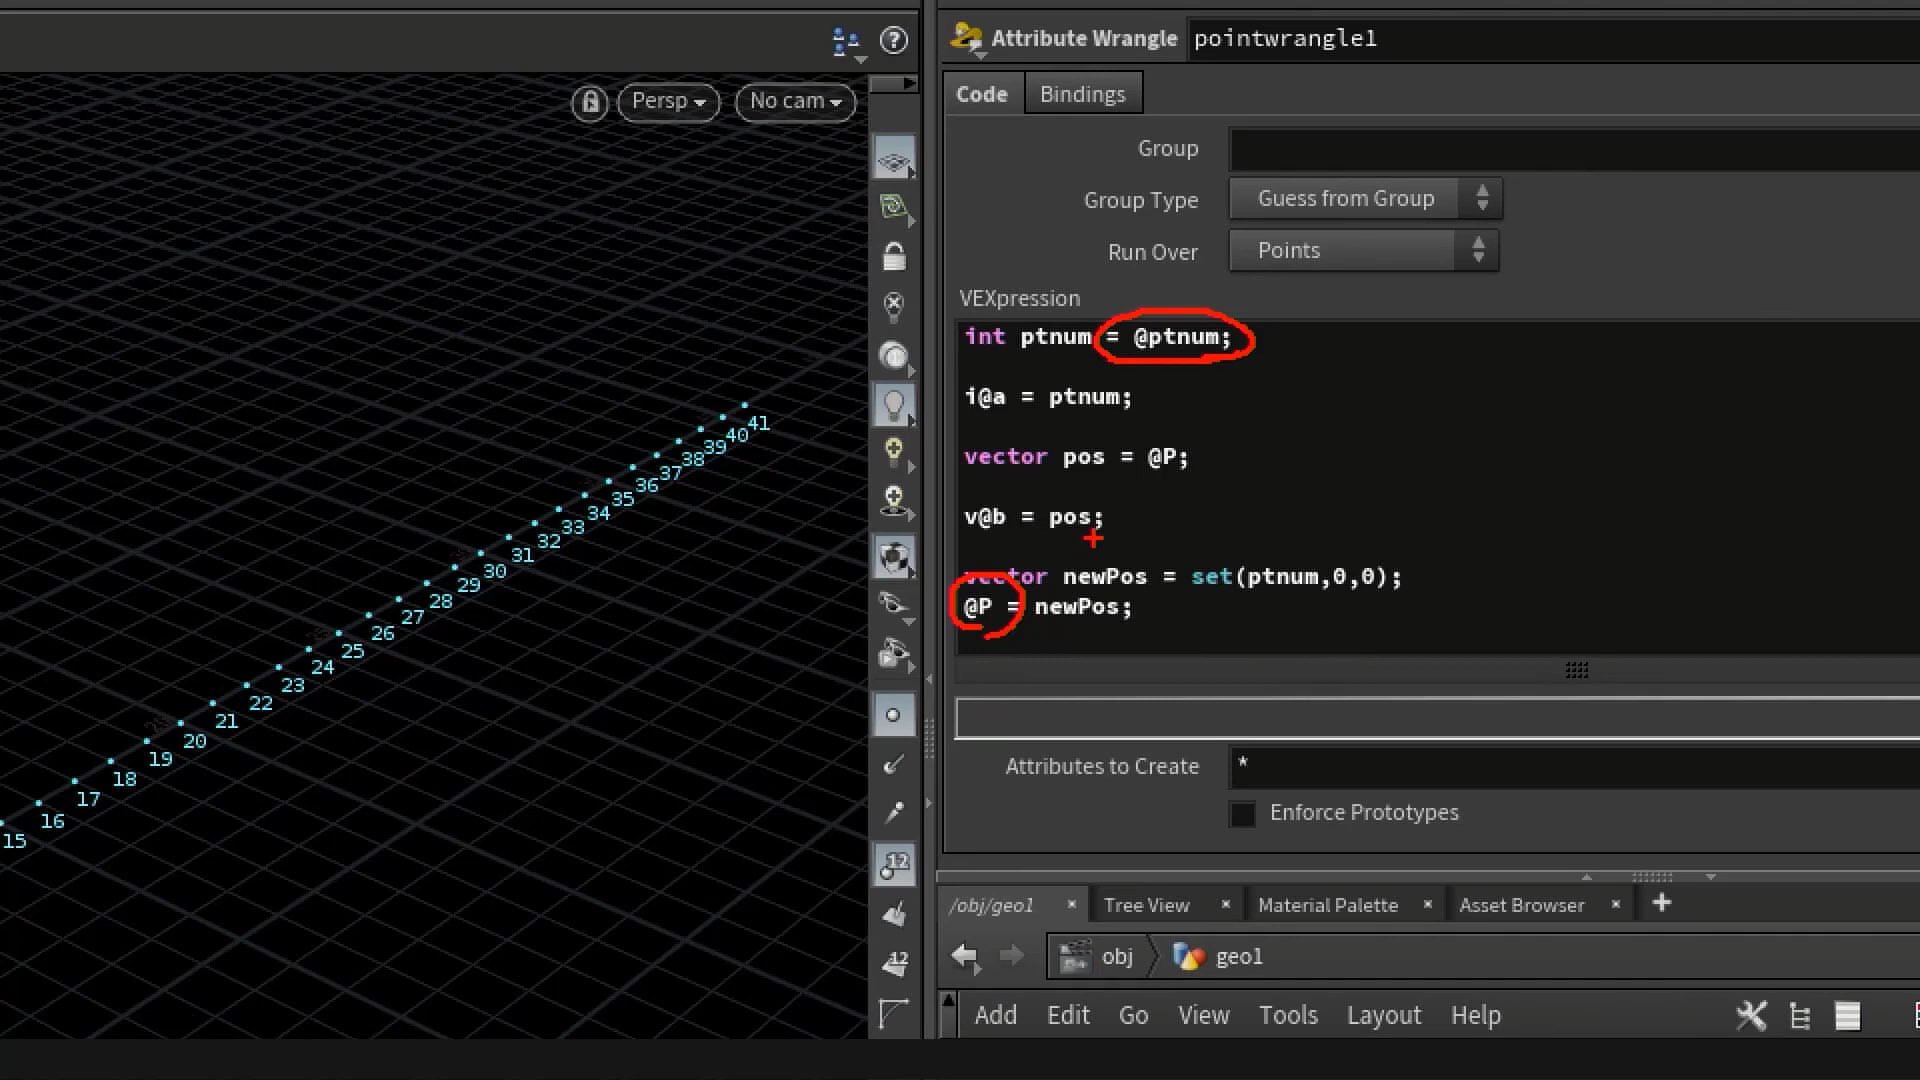 Attribute Wrangle pointwrangle1
Persp No cam
Code Bindings
Group
Group Type Guess from Group
Run Over Points
VEXpression
int ptnum = @ptnum;
i@a = ptnum;
vector pos = @P;
v@b = pos;
vector newPos = set(ptnum,0,0);
@P = newPos;
41
40
39
38
37
36
35
34
33
32
31
30
29
28
27
26
25
24
23
22
21
20
19
18
17
16
15
12
12
Attributes to Create *
Enforce Prototypes
/obj/geo1 × Tree View × Material Palette × Asset Browser × +
obj geo1
Add Edit Go View Tools Layout Help